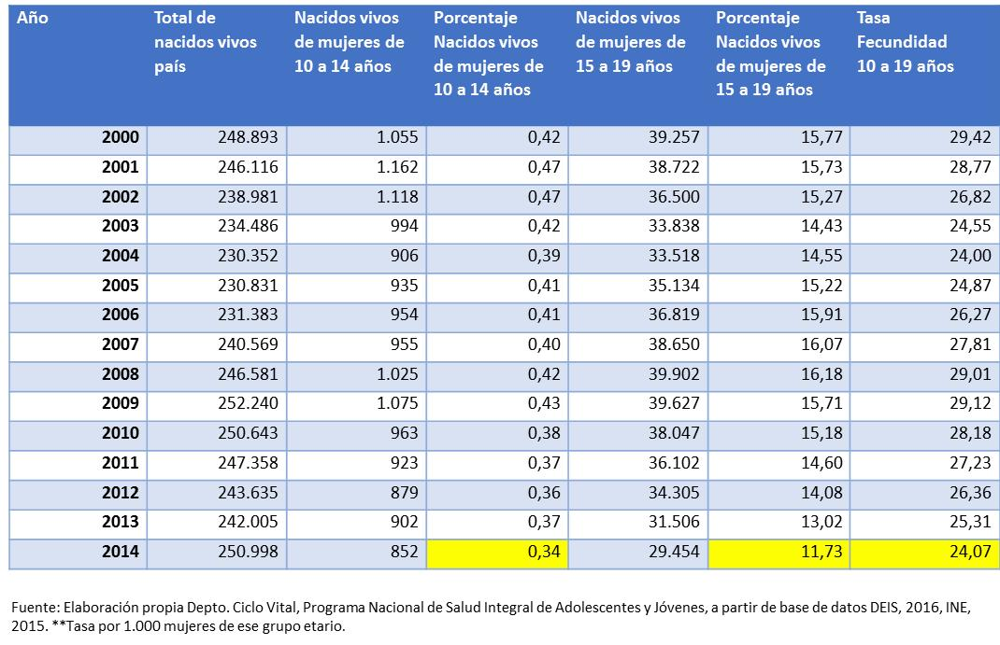 Año Total de nacidos vivos país Nacidos vivos de mujeres de 10 a 14 años Porcentaje Nacidos vivos de mujeres de 10 a 14 años Nacidos vivos de mujeres de 15 a 19 años Porcentaje Nacidos vivos de mujeres de 15 a 19 años Tasa Fecundidad 10 a 19 años
2000 248.893 1.055 0,42 39.257 15,77 29,42
2001 246.116 1.162 0,47 38.722 15,73 28,77
2002 238.981 1.118 0,47 36.500 15,27 26,82
2003 234.486 994 0,42 33.838 14,43 24,55
2004 230.352 906 0,39 33.518 14,55 24,00
2005 230.831 935 0,41 35.134 15,22 24,87
2006 231.383 954 0,41 36.819 15,91 26,27
2007 240.569 955 0,40 38.650 16,07 27,81
2008 246.581 1.025 0,42 39.902 16,18 29,01
2009 252.240 1.075 0,43 39.627 15,71 29,12
2010 250.643 963 0,38 38.047 15,18 28,18
2011 247.358 923 0,37 36.102 14,60 27,23
2012 243.635 879 0,36 34.305 14,08 26,36
2013 242.005 902 0,37 31.506 13,02 25,31
2014 250.998 852 0,34 29.454 11,73 24,07
Fuente: Elaboración propia Depto. Ciclo Vital, Programa Nacional de Salud Integral de Adolescentes y Jóvenes, a partir de base de datos DEIS, 2016, INE,
2015. **Tasa por 1.000 mujeres de ese grupo etario.